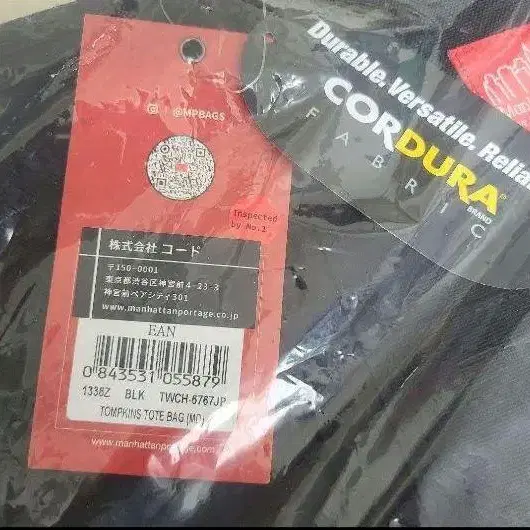 @MPBAGS
Durable. Versatile.
CORDURA®
BRAND
FABRIC
Inspected
by No.1
株式会社 コード
〒150-0001
東京都渋谷区神宮前4-23-3
神宮前ペアシティ301
www.manhattanportage.co.jp
EAN
0 843531 055879
1336Z BLK TWCH-6767JP
TOMPKINS TOTE BAG (MD)
www.manhattanportage.com